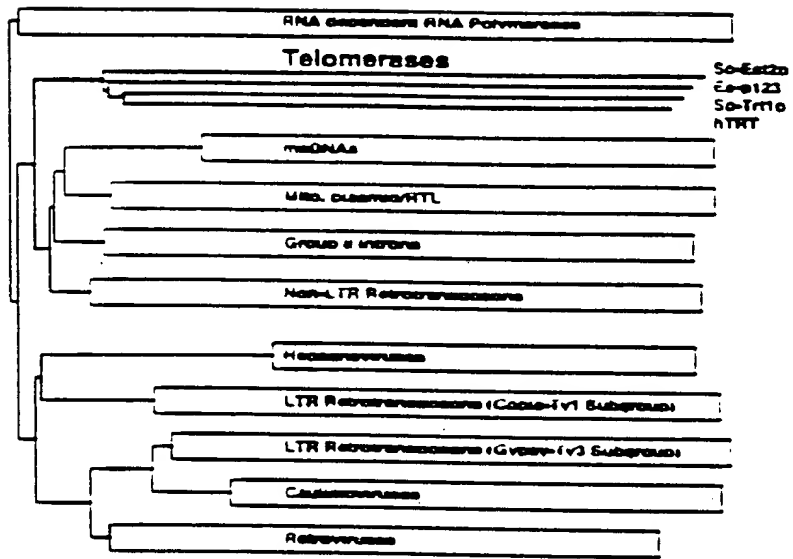 RNA dependent RNA Polymerases
Telomerases
Sc-Est2p
Ea-p123
Sp-Trt1p
hTRT
msDNAs
Mito. plasmid/RTL
Group II Introns
Non-LTR Retrotransposons
Hepadnaviruses
LTR Retrotransposons (Copia-Ty1 Subgroup)
LTR Retrotransposons (Gypsy-Ty3 Subgroup)
Caulimoviruses
Retroviruses